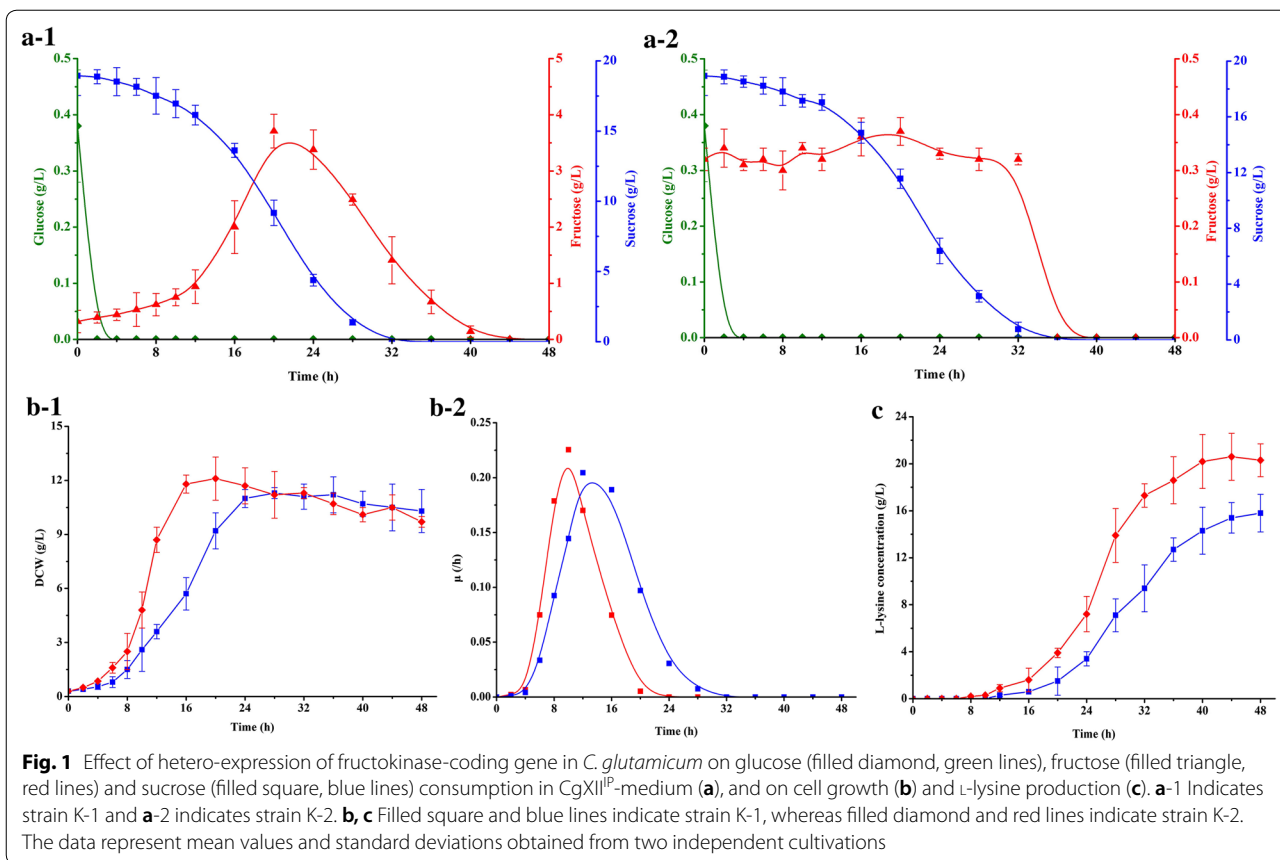 a-1
a-2
0.5
0.4
0.3
0.2
0.1
0.0
Glucose (g/L)
5
4
3
2
1
0
Fructose (g/L)
20
15
10
5
0
Sucrose (g/L)
0 8 16 24 32 40 48
Time (h)
0.5
0.4
0.3
0.2
0.1
0.0
Glucose (g/L)
0.5
0.4
0.3
0.2
0.1
0.0
Fructose (g/L)
20
16
12
8
4
0
Sucrose (g/L)
0 8 16 24 32 40 48
Time (h)
b-1
15
12
9
6
3
0
DCW (g/L)
0 8 16 24 32 40 48
Time (h)
b-2
0.25
0.20
0.15
0.10
0.05
0.00
μ (/h)
0 8 16 24 32 40 48
Time (h)
c
24
20
16
12
8
4
0
L-lysine concentration (g/L)
0 8 16 24 32 40 48
Time (h)
Fig. 1 Effect of hetero-expression of fructokinase-coding gene in C. glutamicum on glucose (filled diamond, green lines), fructose (filled triangle,
red lines) and sucrose (filled square, blue lines) consumption in CgXIIᴵᴾ-medium (a), and on cell growth (b) and L-lysine production (c). a-1 Indicates
strain K-1 and a-2 indicates strain K-2. b, c Filled square and blue lines indicate strain K-1, whereas filled diamond and red lines indicate strain K-2.
The data represent mean values and standard deviations obtained from two independent cultivations